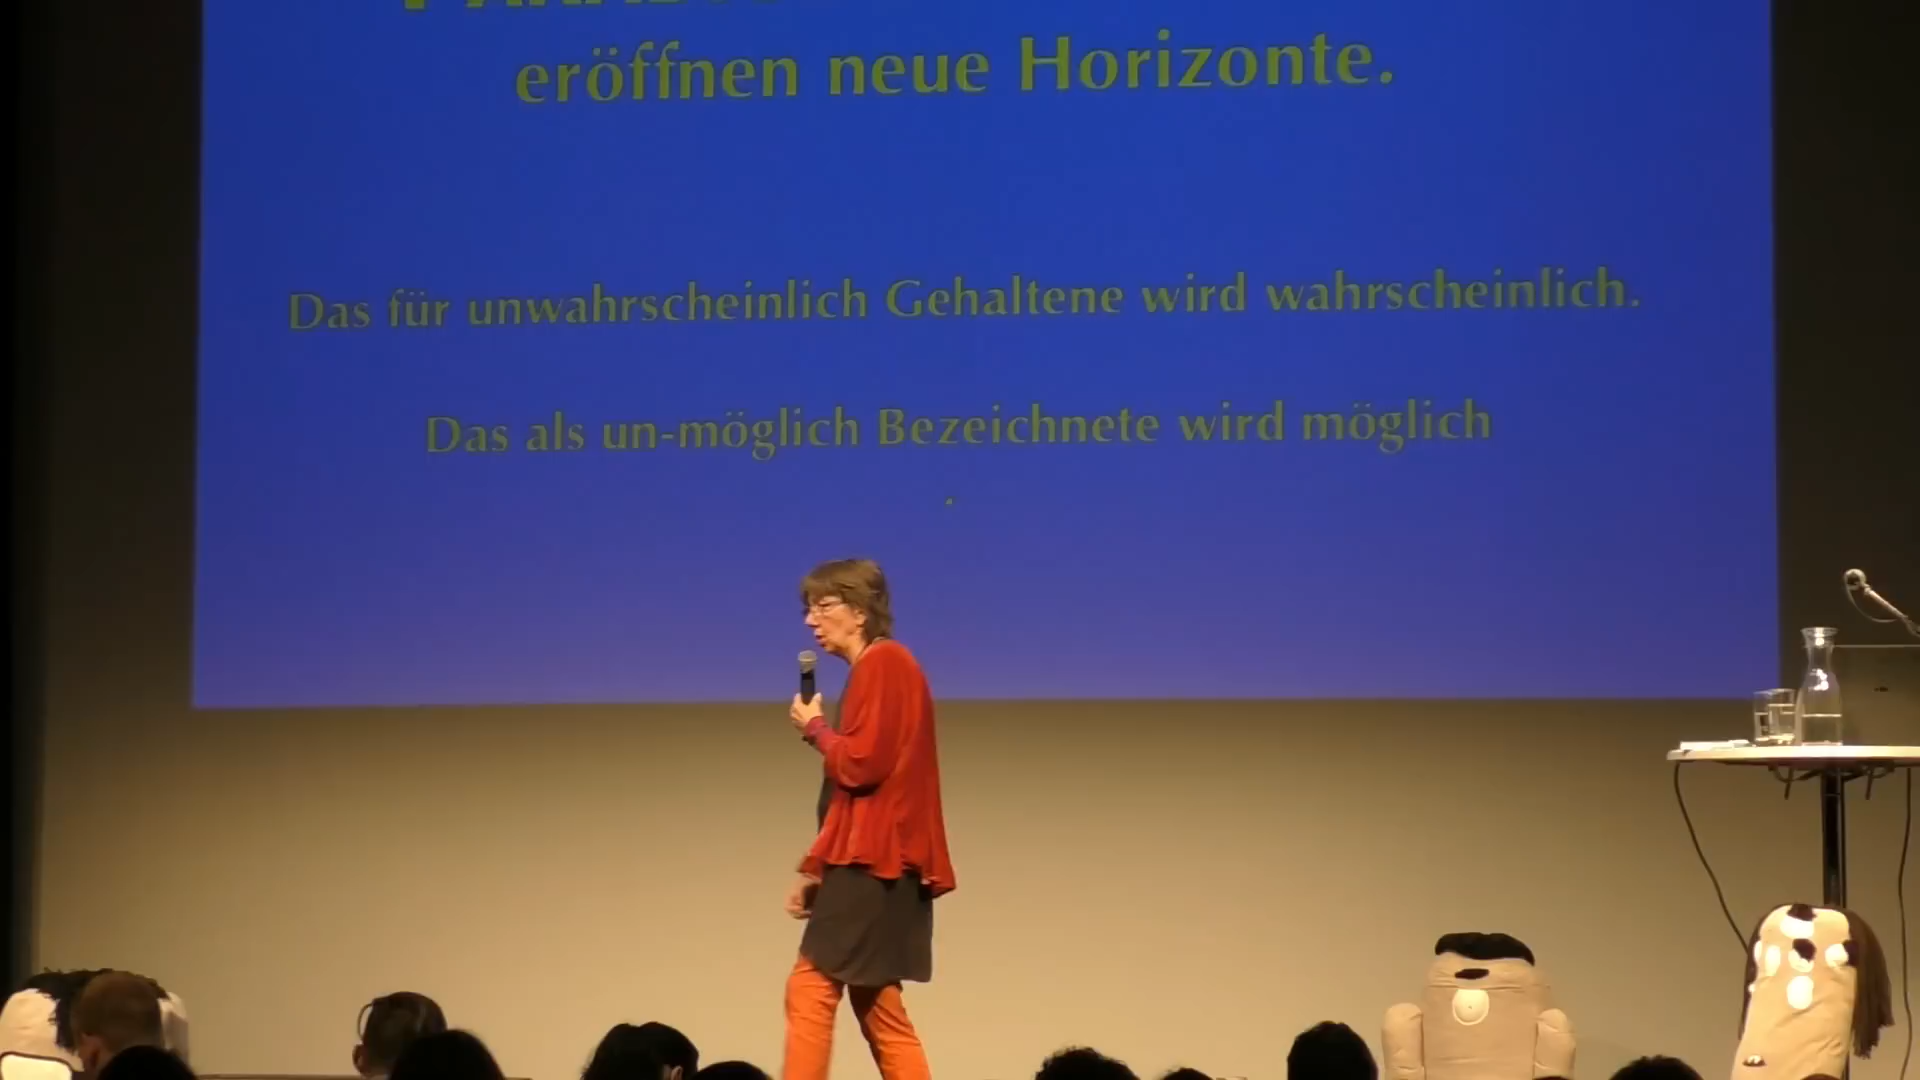 eröffnen neue Horizonte.
Das für unwahrscheinlich Gehaltene wird wahrscheinlich.
Das als un-möglich Bezeichnete wird möglich
.